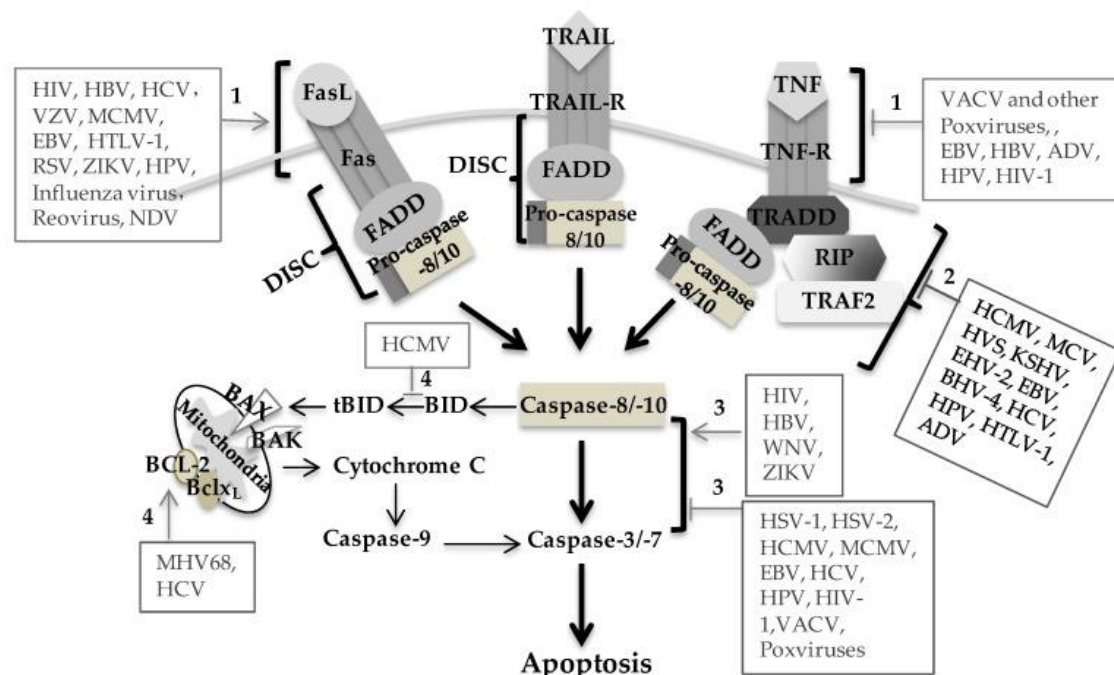 TRAIL
HIV, HBV, HCV,
VZV, MCMV,
EBV, HTLV-1,
RSV, ZIKV, HPV,
Influenza virus,
Reovirus, NDV
1
FasL
Fas
FADD
Pro-caspase
-8/10
DISC
TRAIL-R
DISC
FADD
Pro-caspase
8/10
TNF
TNF-R
TRADD
FADD
Pro-caspase
-8/10
RIP
TRAF2
1
VACV and other
Poxviruses, ,
EBV, HBV, ADV,
HPV, HIV-1
2
HCMV, MCV,
HVS, KSHV,
EHV-2, EBV,
BHV-4, HCV,
HPV, HTLV-1,
ADV
HCMV
4
BAX
tBID
BID
Caspase-8/-10
Mitochondria
BAK
BCL-2
BclxL
Cytochrome C
4
MHV68,
HCV
Caspase-9
Caspase-3/-7
3
HIV,
HBV,
WNV,
ZIKV
3
HSV-1, HSV-2,
HCMV, MCMV,
EBV, HCV,
HPV, HIV-
1,VACV,
Poxviruses
Apoptosis